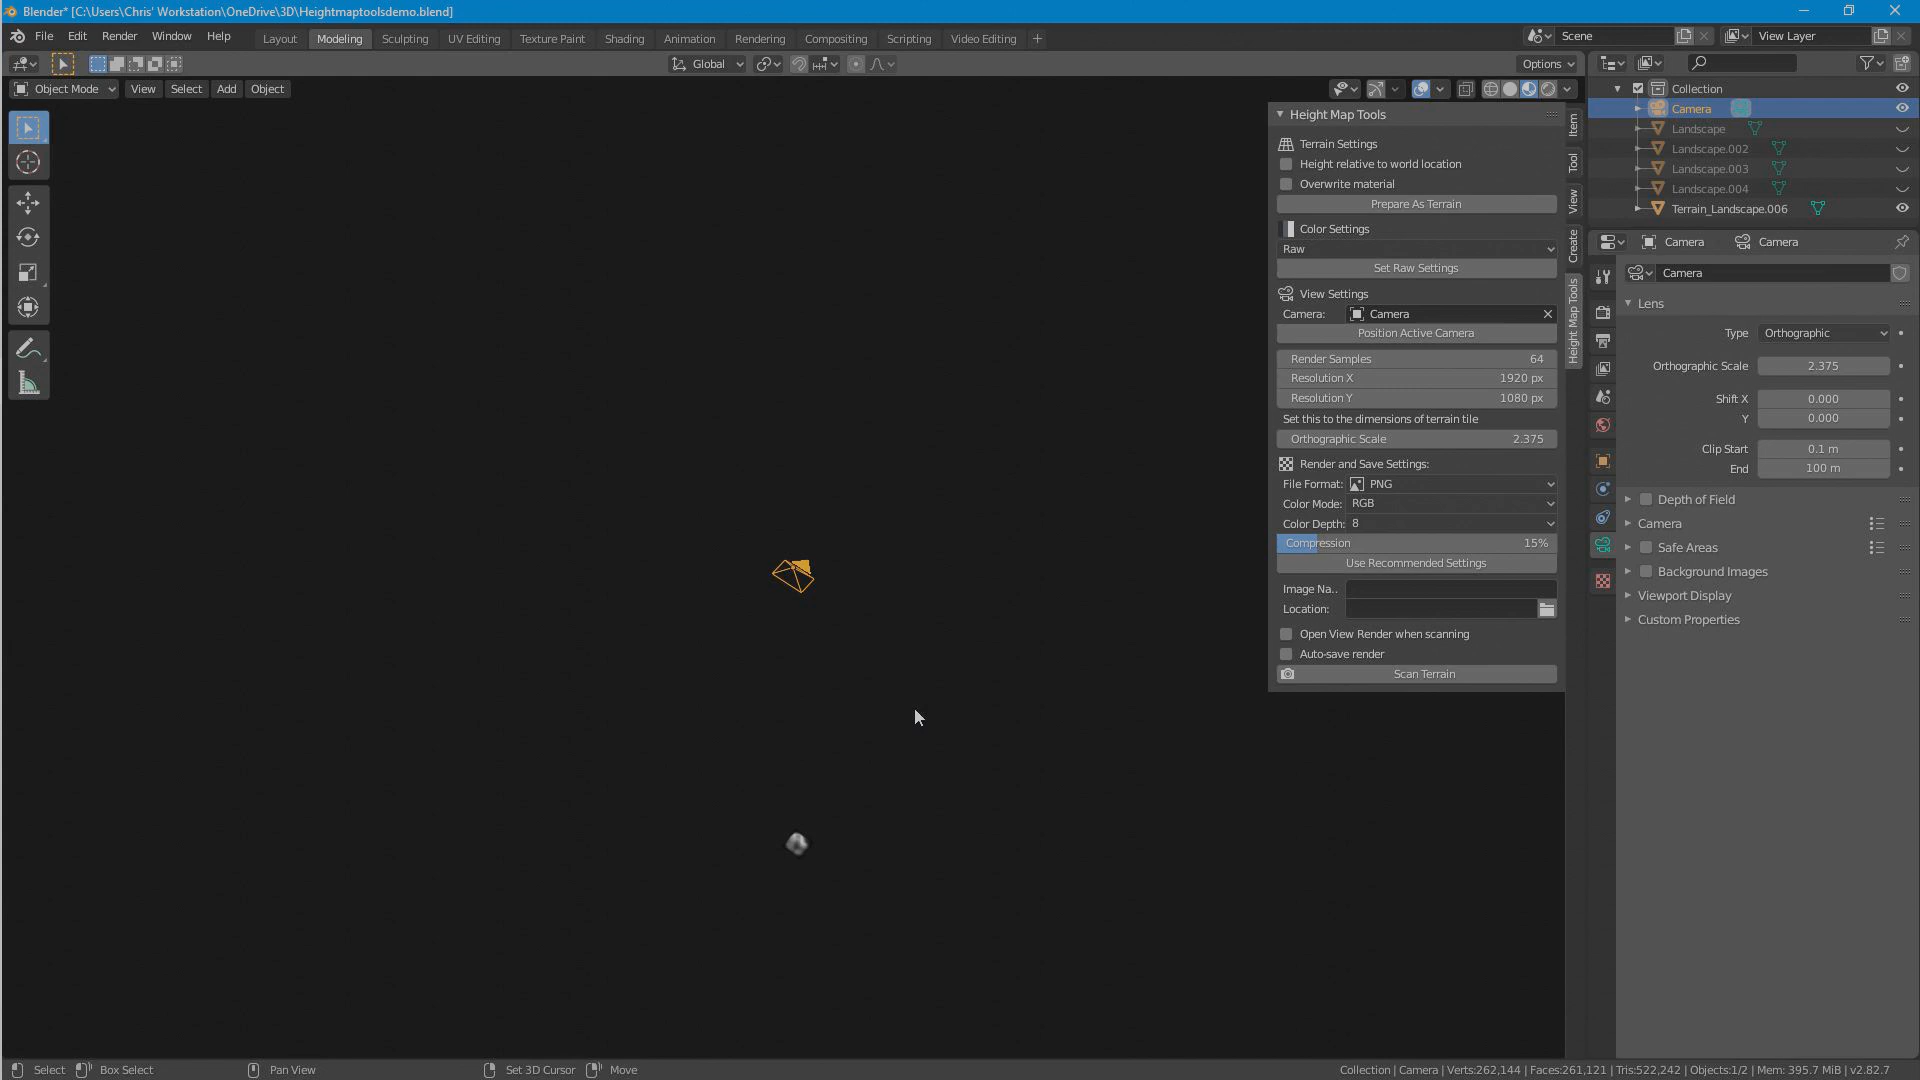 Blender* [C:\Users\Chris' Workstation\OneDrive\3D\Heightmaptoolsdemo.blend]
File Edit Render Window Help Layout Modeling Sculpting UV Editing Texture Paint Shading Animation Rendering Compositing Scripting Video Editing + Scene View Layer
Global Options
Object Mode View Select Add Object
Height Map Tools
Terrain Settings
Height relative to world location
Overwrite material
Prepare As Terrain
Color Settings
Raw
Set Raw Settings
View Settings
Camera: Camera
Position Active Camera
Render Samples 64
Resolution X 1920 px
Resolution Y 1080 px
Set this to the dimensions of terrain tile
Orthographic Scale 2.375
Render and Save Settings:
File Format: PNG
Color Mode: RGB
Color Depth: 8
Compression 15%
Use Recommended Settings
Image Na..
Location:
Open View Render when scanning
Auto-save render
Scan Terrain
Item
Tool
View
Create
Height Map Tools
Collection
Camera
Landscape
Landscape.002
Landscape.003
Landscape.004
Terrain_Landscape.006
Camera Camera
Camera
Lens
Type Orthographic
Orthographic Scale 2.375
Shift X 0.000
Y 0.000
Clip Start 0.1 m
End 100 m
Depth of Field
Camera
Safe Areas
Background Images
Viewport Display
Custom Properties
Select Box Select Pan View Set 3D Cursor Move Collection | Camera | Verts:262,144 | Faces:261,121 | Tris:522,242 | Objects:1/2 | Mem: 395.7 MiB | v2.82.7